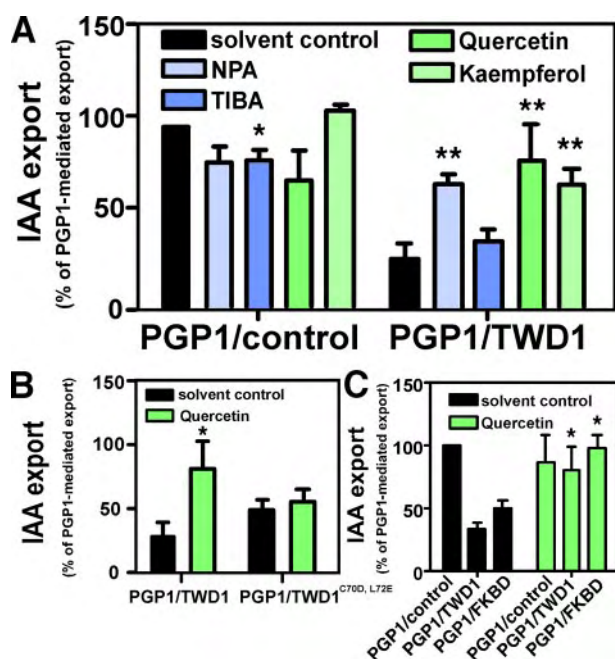 A
150
100
50
0
IAA export
(% of PGP1-mediated export)
solvent control
NPA
TIBA
Quercetin
Kaempferol
*
**
**
**
PGP1/control
PGP1/TWD1
B
150
100
50
0
IAA export
(% of PGP1-mediated export)
solvent control
Quercetin
*
PGP1/TWD1
PGP1/TWD1 C70D, L72E
C
150
100
50
0
IAA export
(% of PGP1-mediated export)
solvent control
Quercetin
*
*
PGP1/control
PGP1/TWD1
PGP1/FKBD
PGP1/control
PGP1/TWD1
PGP1/FKBD